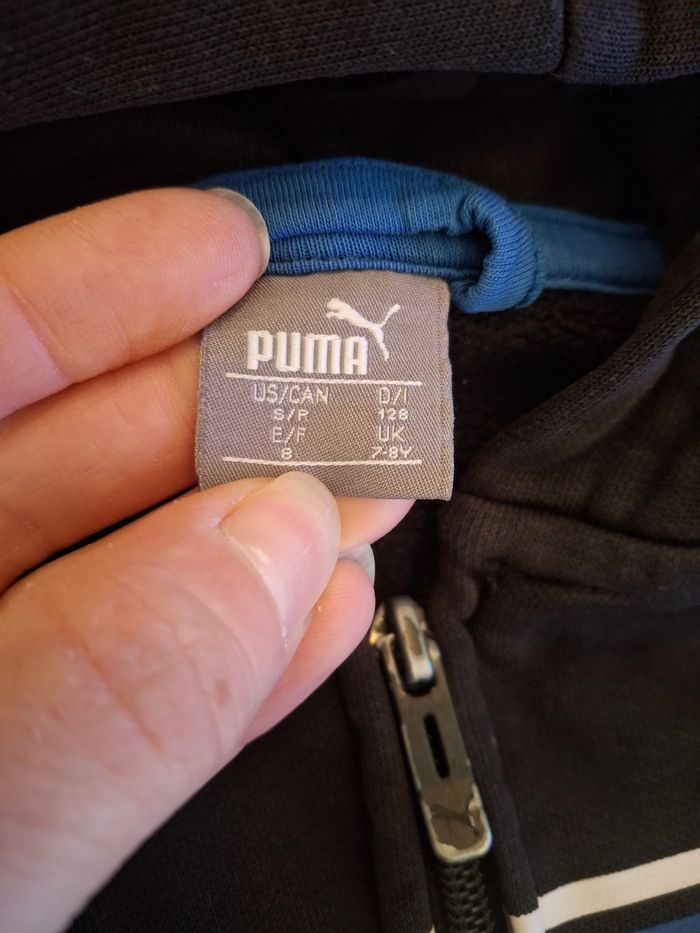 PUMA
US/CAN D/I
S/P 128
E/F UK
8 7-8Y